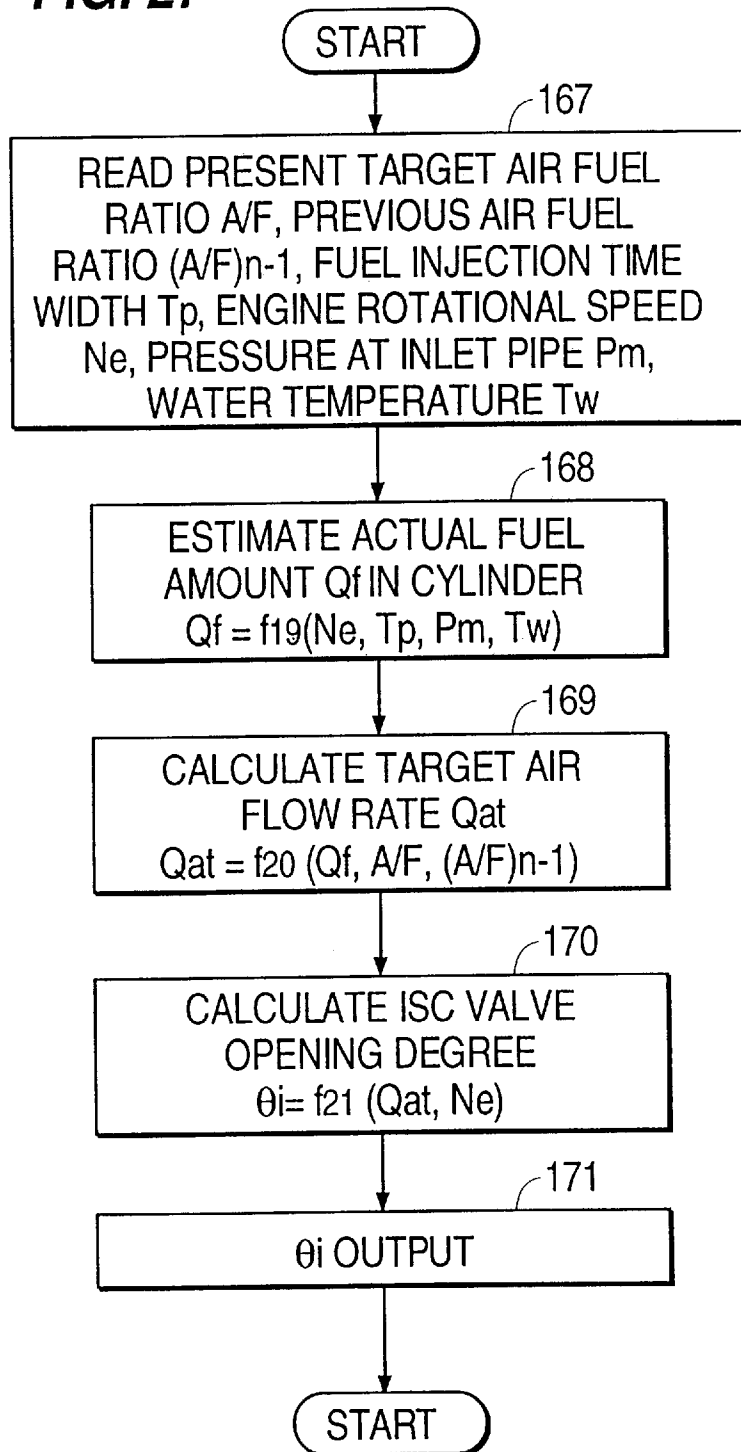 START
167
READ PRESENT TARGET AIR FUEL
RATIO A/F, PREVIOUS AIR FUEL
RATIO (A/F)n-1, FUEL INJECTION TIME
WIDTH Tp, ENGINE ROTATIONAL SPEED
Ne, PRESSURE AT INLET PIPE Pm,
WATER TEMPERATURE Tw
168
ESTIMATE ACTUAL FUEL
AMOUNT Qf IN CYLINDER
Qf = f19(Ne, Tp, Pm, Tw)
169
CALCULATE TARGET AIR
FLOW RATE Qat
Qat = f20 (Qf, A/F, (A/F)n-1)
170
CALCULATE ISC VALVE
OPENING DEGREE
θi= f21 (Qat, Ne)
171
θi OUTPUT
START